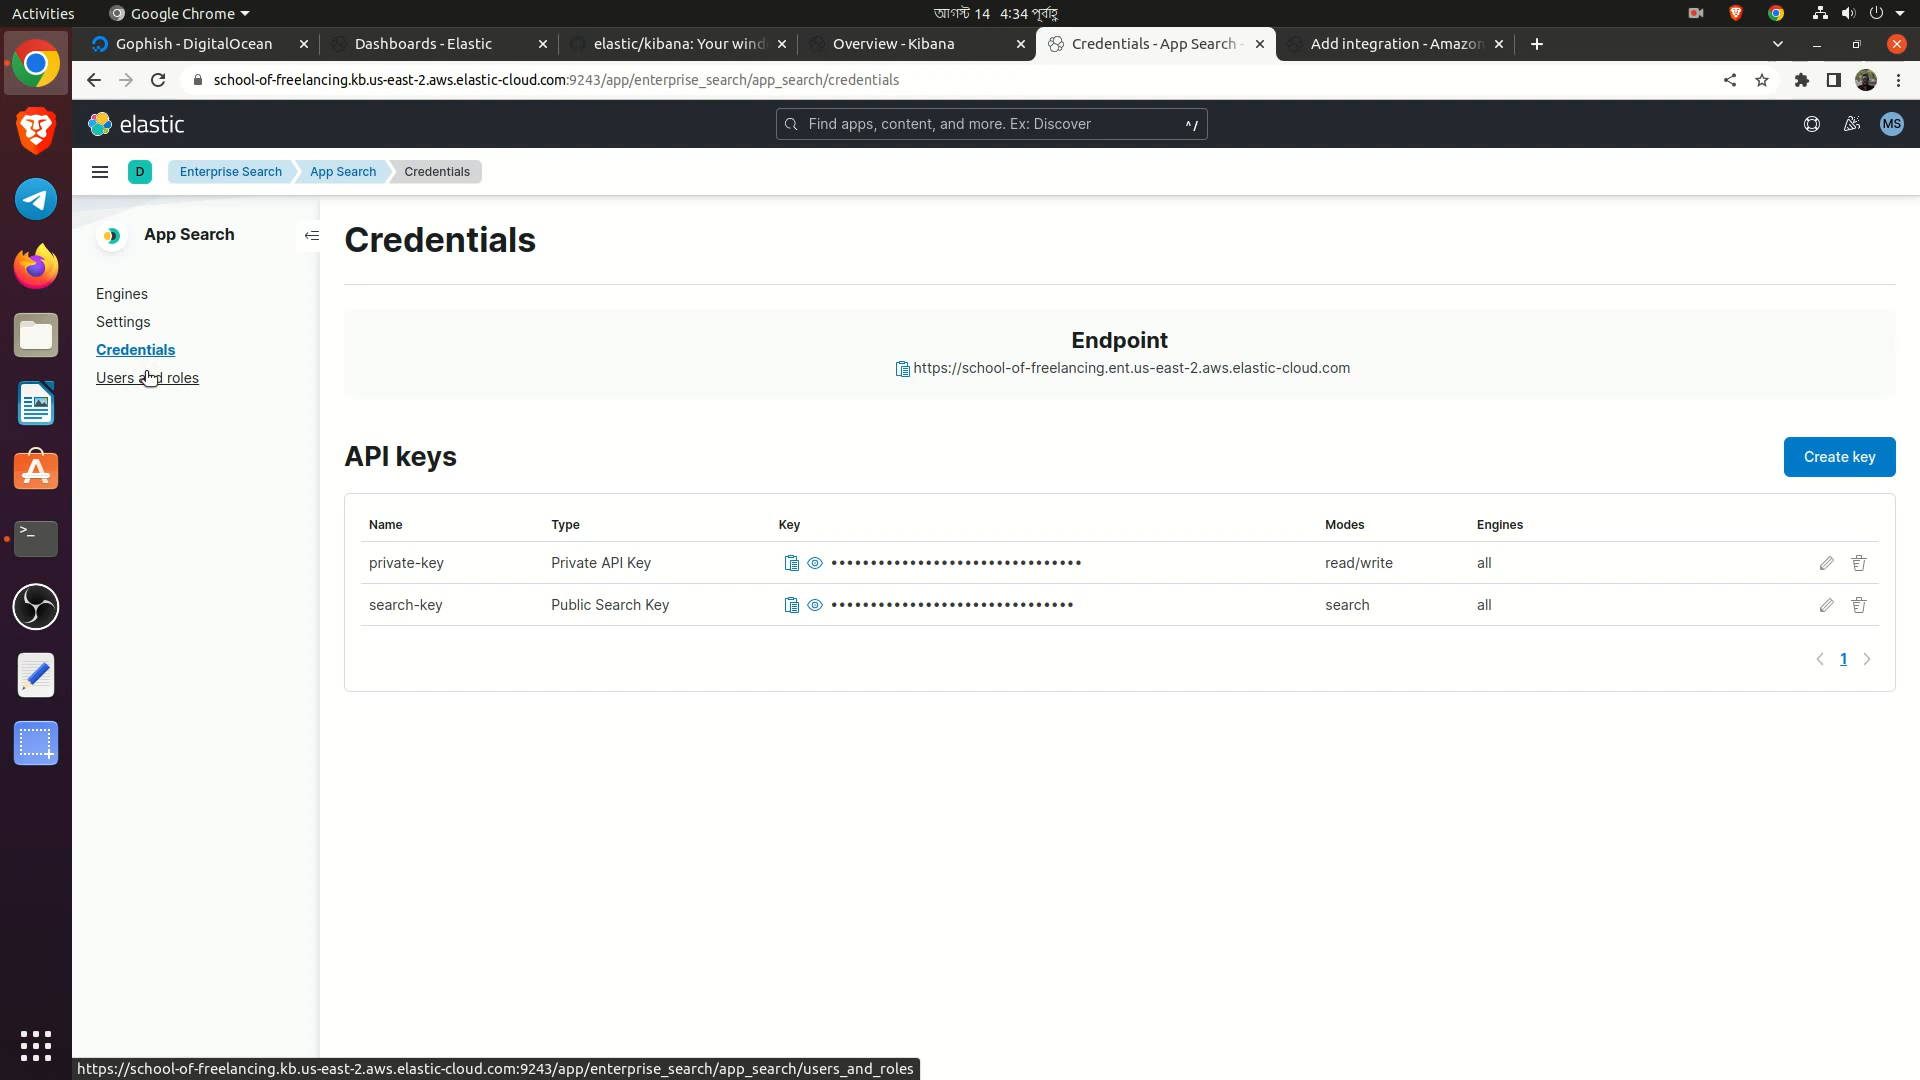 Activities Google Chrome আগস্ট 14 4:34 পূর্বাহ্ণ
Gophish - DigitalOcean Dashboards - Elastic elastic/kibana: Your wind Overview - Kibana Credentials - App Search - Add integration - Amazon
school-of-freelancing.kb.us-east-2.aws.elastic-cloud.com:9243/app/enterprise_search/app_search/credentials
elastic Find apps, content, and more. Ex: Discover ^/ MS
D Enterprise Search App Search Credentials
App Search
Engines
Settings
Credentials
Users and roles
Credentials
Endpoint
https://school-of-freelancing.ent.us-east-2.aws.elastic-cloud.com
API keys Create key
Name Type Key Modes Engines
private-key Private API Key •••••••••••••••••••••••••••••••• read/write all
search-key Public Search Key ••••••••••••••••••••••••••••••• search all
1
https://school-of-freelancing.kb.us-east-2.aws.elastic-cloud.com:9243/app/enterprise_search/app_search/users_and_roles